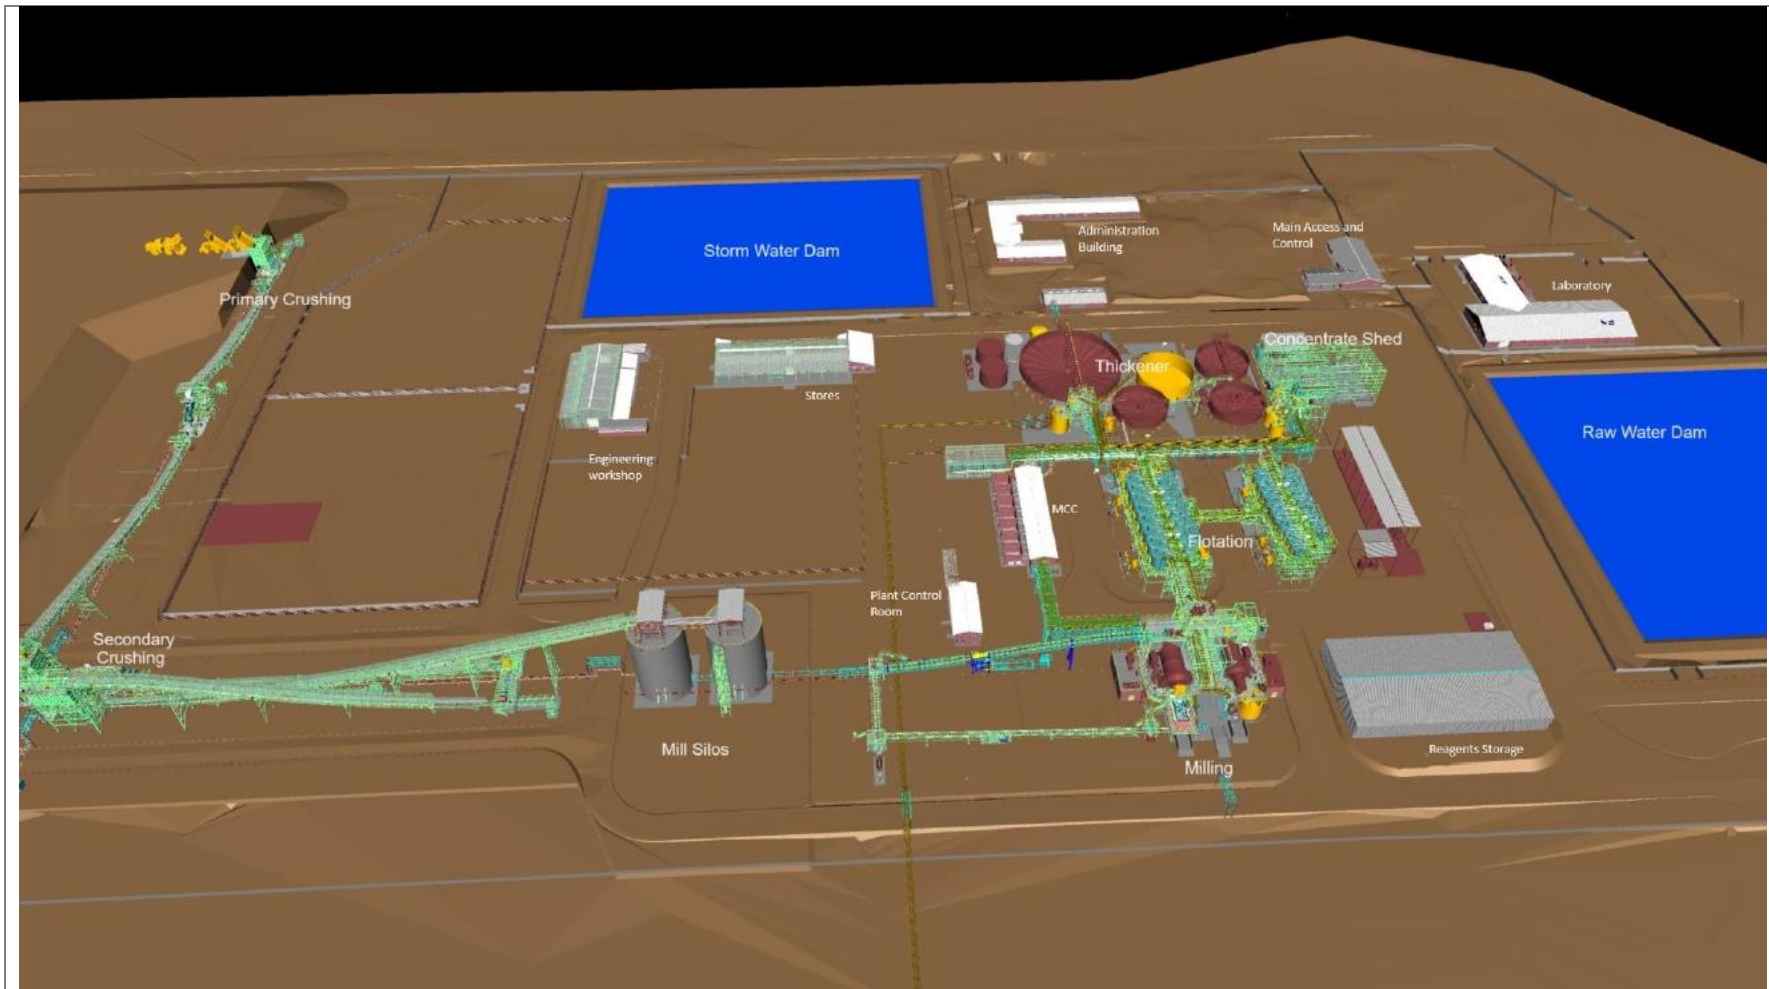 Storm Water Dam
Administration
Building
Main Access and
Control
Laboratory
Primary Crushing
Concentrate Shed
Thickener
Stores
Raw Water Dam
Engineering
workshop
MCC
Flotation
Plant Control
Room
Secondary
Crushing
Mill Silos
Reagents Storage
Milling